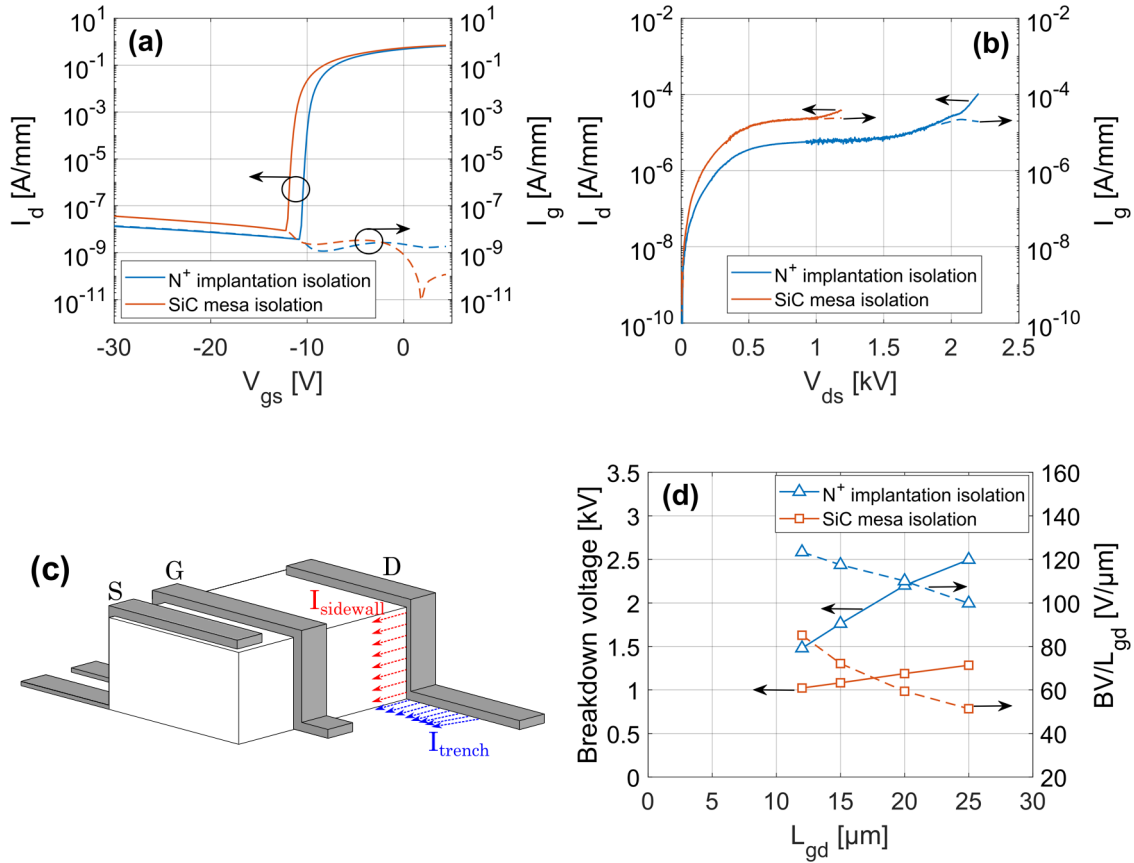 (a)
I_d [A/mm]
10^1
10^-1
10^-3
10^-5
10^-7
10^-9
10^-11
I_g [A/mm]
10^1
10^-1
10^-3
10^-5
10^-7
10^-9
10^-11
N^+ implantation isolation
SiC mesa isolation
-30 -20 -10 0
V_gs [V]
(b)
I_d [A/mm]
10^-2
10^-4
10^-6
10^-8
10^-10
I_g [A/mm]
10^-2
10^-4
10^-6
10^-8
10^-10
N^+ implantation isolation
SiC mesa isolation
0 0.5 1 1.5 2 2.5
V_ds [kV]
(c)
S
G
D
I_sidewall
I_trench
(d)
Breakdown voltage [kV]
3.5
3
2.5
2
1.5
1
0.5
0
BV/L_gd [V/μm]
160
140
120
100
80
60
40
20
N^+ implantation isolation
SiC mesa isolation
0 5 10 15 20 25 30
L_gd [μm]